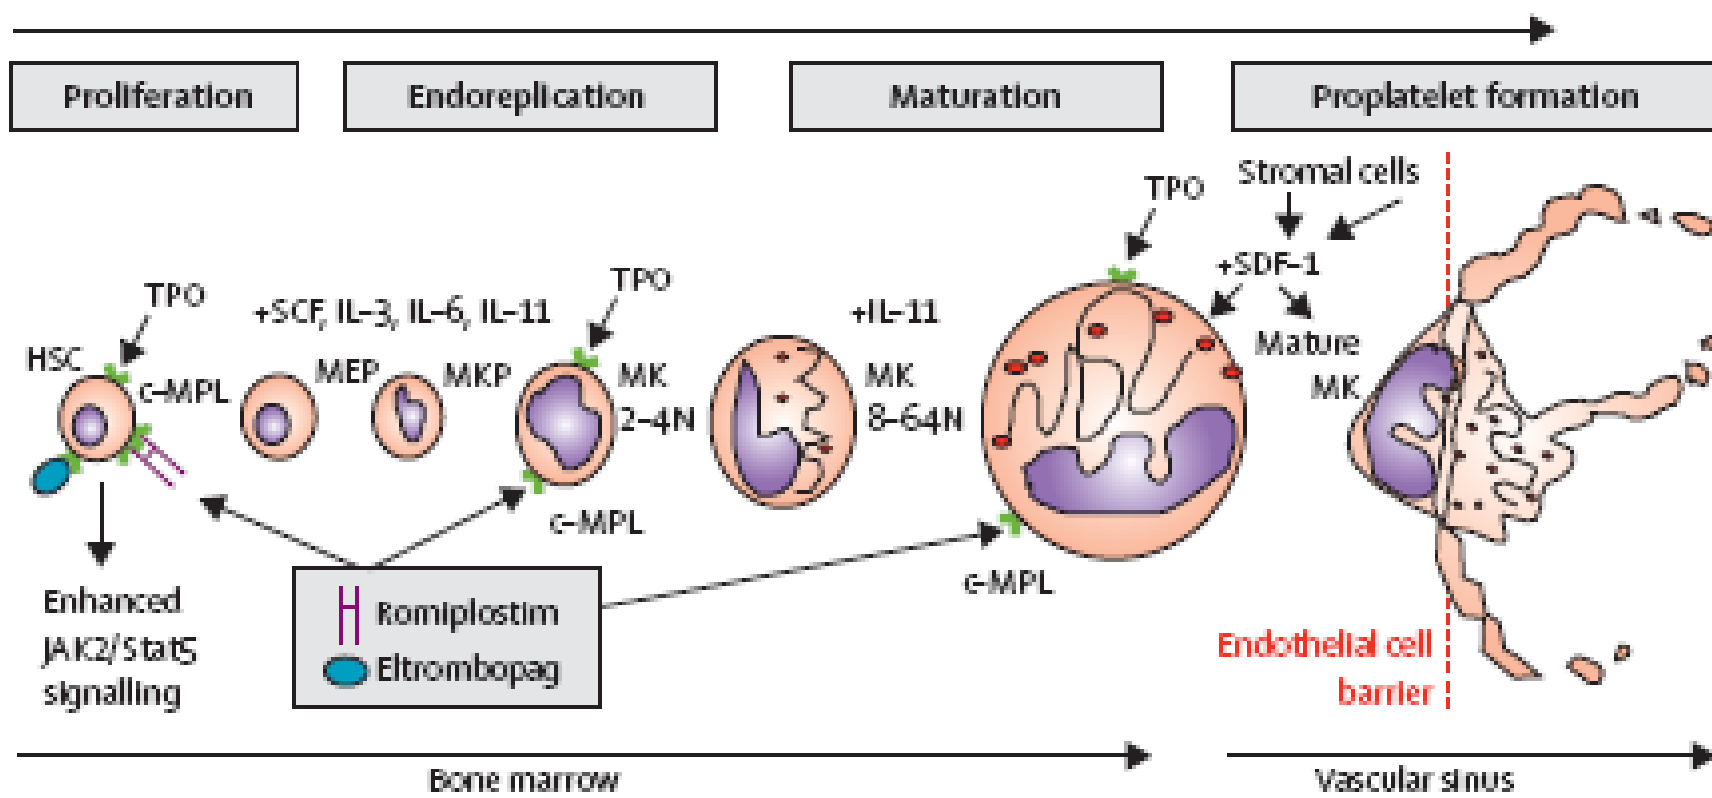 Proliferation
Endoreplication
Maturation
Proplatelet formation
Stromal cells
TPO
+SDF-1
TPO
TPO
+SCF, IL-3, IL-6, IL-11
+IL-11
HSC
c-MPL
MEP
MKP
MK
2-4N
MK
8-64N
Mature
MK
c-MPL
c-MPL
Enhanced
JAK2/Stat5
signalling
Romiplostim
Eltrombopag
Endothelial cell
barrier
Bone marrow
Vascular sinus